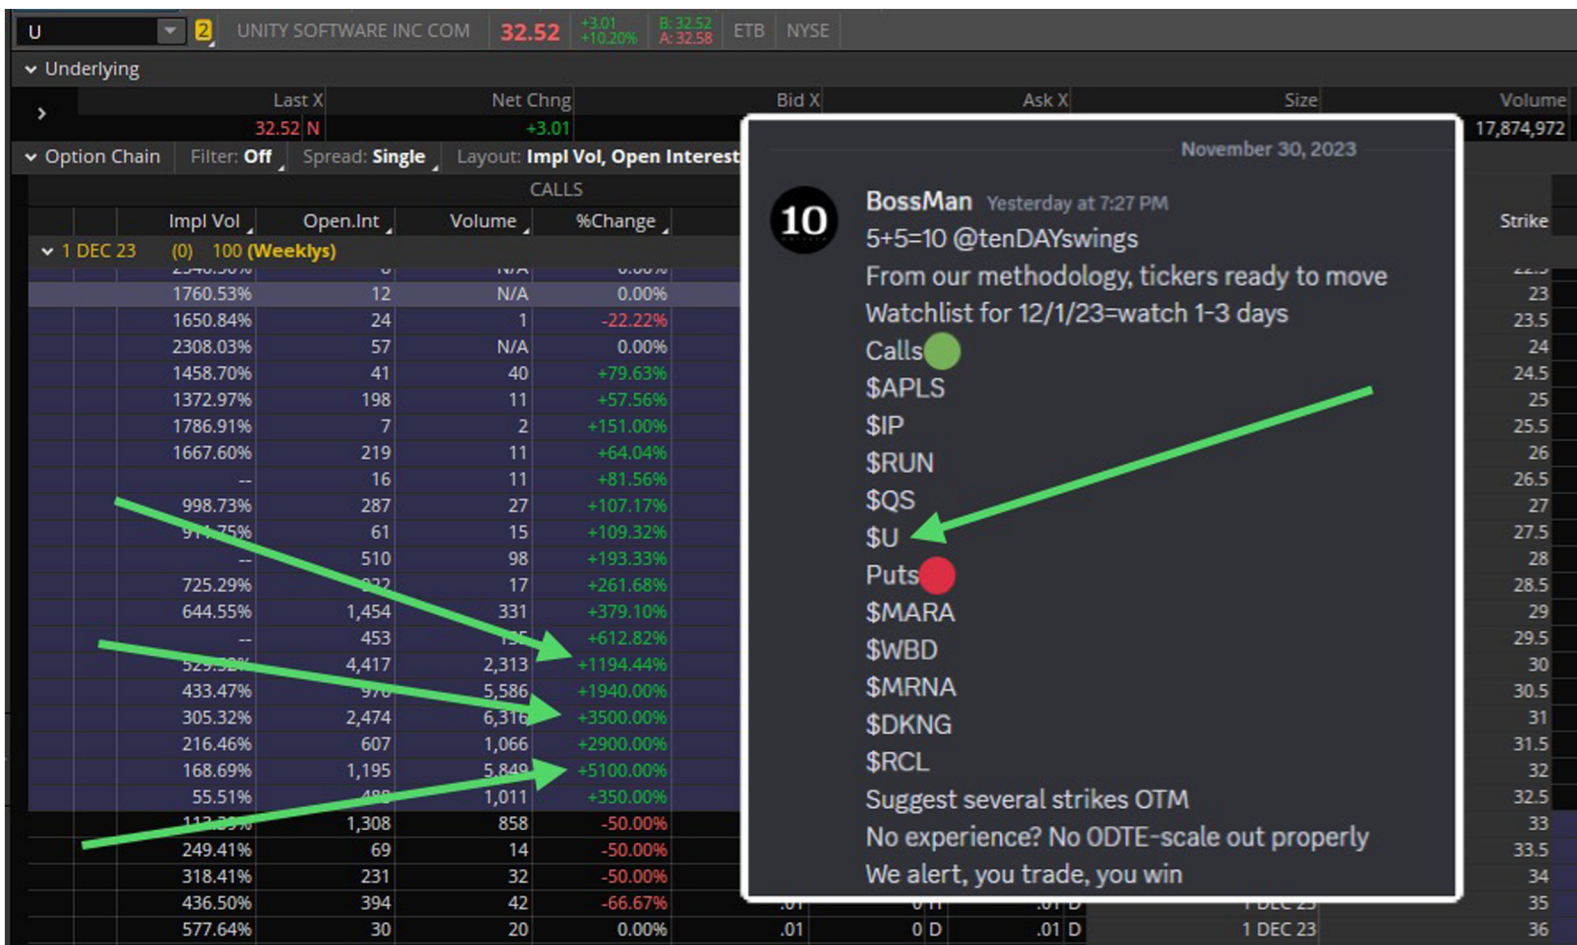 U 2 UNITY SOFTWARE INC COM 32.52 +3.01 +10.20% B: 32.52 A: 32.58 ETB NYSE
Underlying
Last X Net Chng Bid X Ask X Size Volume
32.52 N +3.01 17,874,972
Option Chain Filter: Off Spread: Single Layout: Impl Vol, Open Interest
CALLS
Impl Vol Open.Int Volume %Change Strike
1 DEC 23 (0) 100 (Weeklys)
1760.53% 12 N/A 0.00% 23
1650.84% 24 1 -22.22% 23.5
2308.03% 57 N/A 0.00% 24
1458.70% 41 40 +79.63% 24.5
1372.97% 198 11 +57.56% 25
1786.91% 7 2 +151.00% 25.5
1667.60% 219 11 +64.04% 26
-- 16 11 +81.56% 26.5
998.73% 287 27 +107.17% 27
61 15 +109.32% 27.5
-- 510 98 +193.33% 28
725.29% 17 +261.68% 28.5
644.55% 1,454 331 +379.10% 29
-- 453 +612.82% 29.5
4,417 2,313 +1194.44% 30
433.47% 5,586 +1940.00% 30.5
305.32% 2,474 6,316 +3500.00% 31
216.46% 607 1,066 +2900.00% 31.5
168.69% 1,195 5,849 +5100.00% 32
55.51% 1,011 +350.00% 32.5
1,308 858 -50.00% 33
249.41% 69 14 -50.00% 33.5
318.41% 231 32 -50.00% 34
436.50% 394 42 -66.67% 35
577.64% 30 20 0.00% .01 0 D .01 D 1 DEC 23 36
November 30, 2023
10
BossMan Yesterday at 7:27 PM
5+5=10 @tenDAYswings
From our methodology, tickers ready to move
Watchlist for 12/1/23=watch 1-3 days
Calls
$APLS
$IP
$RUN
$QS
$U
Puts
$MARA
$WBD
$MRNA
$DKNG
$RCL
Suggest several strikes OTM
No experience? No 0DTE-scale out properly
We alert, you trade, you win